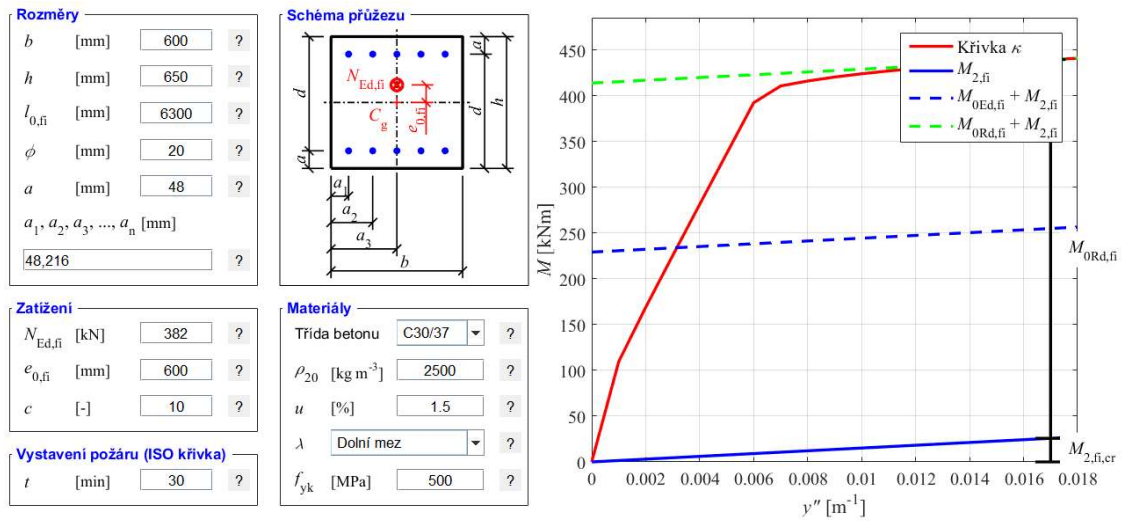 Rozměry
b [mm] 600 ?
h [mm] 650 ?
l0,fi [mm] 6300 ?
ϕ [mm] 20 ?
a [mm] 48 ?
a1, a2, a3, ..., an [mm]
48,216 ?
Zatížení
NEd,fi [kN] 382 ?
e0,fi [mm] 600 ?
c [-] 10 ?
Vystavení požáru (ISO křivka)
t [min] 30 ?
Schéma průřezu
a
NEd,fi
d
d
h
Cg
e0,fi
a
a1
a2
a3
b
Materiály
Třída betonu C30/37 ?
ρ20 [kg m-3] 2500 ?
u [%] 1.5 ?
λ Dolní mez ?
fyk [MPa] 500 ?
Křivka κ
M2,fi
M0Ed,fi + M2,fi
M0Rd,fi + M2,fi
450
400
350
300
250
200
150
100
50
0
M [kNm]
M0Rd,fi
M2,fi,cr
0 0.002 0.004 0.006 0.008 0.01 0.012 0.014 0.016 0.018
y″ [m-1]